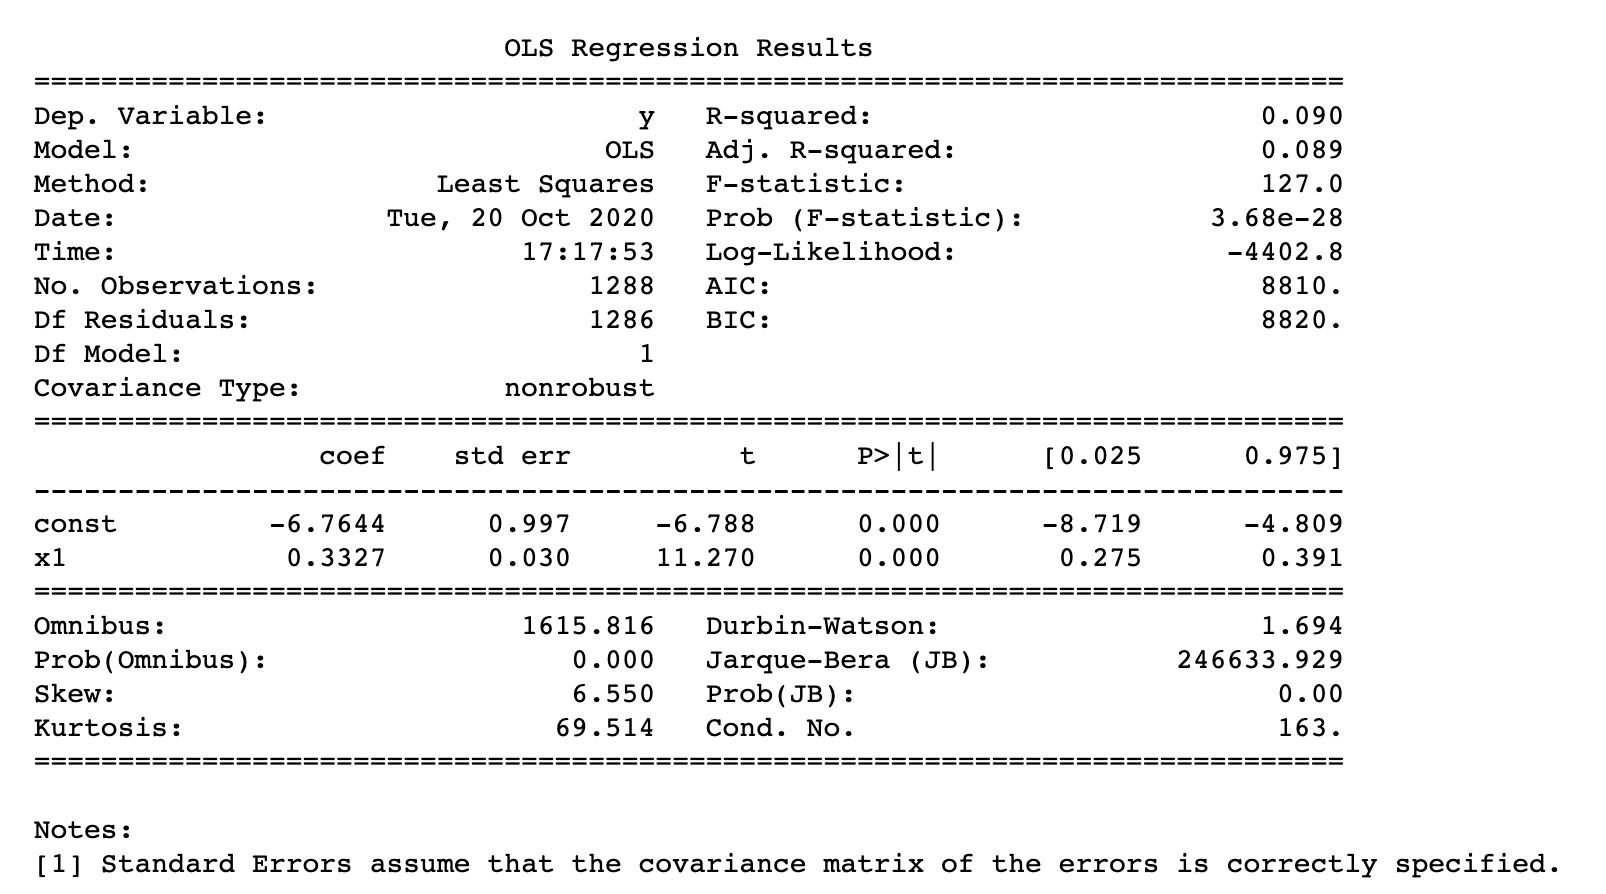 OLS Regression Results
==============================================================================
Dep. Variable:                      y   R-squared:                       0.090
Model:                            OLS   Adj. R-squared:                  0.089
Method:                 Least Squares   F-statistic:                     127.0
Date:                Tue, 20 Oct 2020   Prob (F-statistic):           3.68e-28
Time:                        17:17:53   Log-Likelihood:                -4402.8
No. Observations:                1288   AIC:                             8810.
Df Residuals:                    1286   BIC:                             8820.
Df Model:                           1
Covariance Type:            nonrobust
==============================================================================
                 coef    std err          t      P>|t|      [0.025      0.975]
------------------------------------------------------------------------------
const         -6.7644      0.997     -6.788      0.000      -8.719      -4.809
x1             0.3327      0.030     11.270      0.000       0.275       0.391
==============================================================================
Omnibus:                     1615.816   Durbin-Watson:                   1.694
Prob(Omnibus):                  0.000   Jarque-Bera (JB):           246633.929
Skew:                           6.550   Prob(JB):                         0.00
Kurtosis:                      69.514   Cond. No.                         163.
==============================================================================
Notes:
[1] Standard Errors assume that the covariance matrix of the errors is correctly specified.